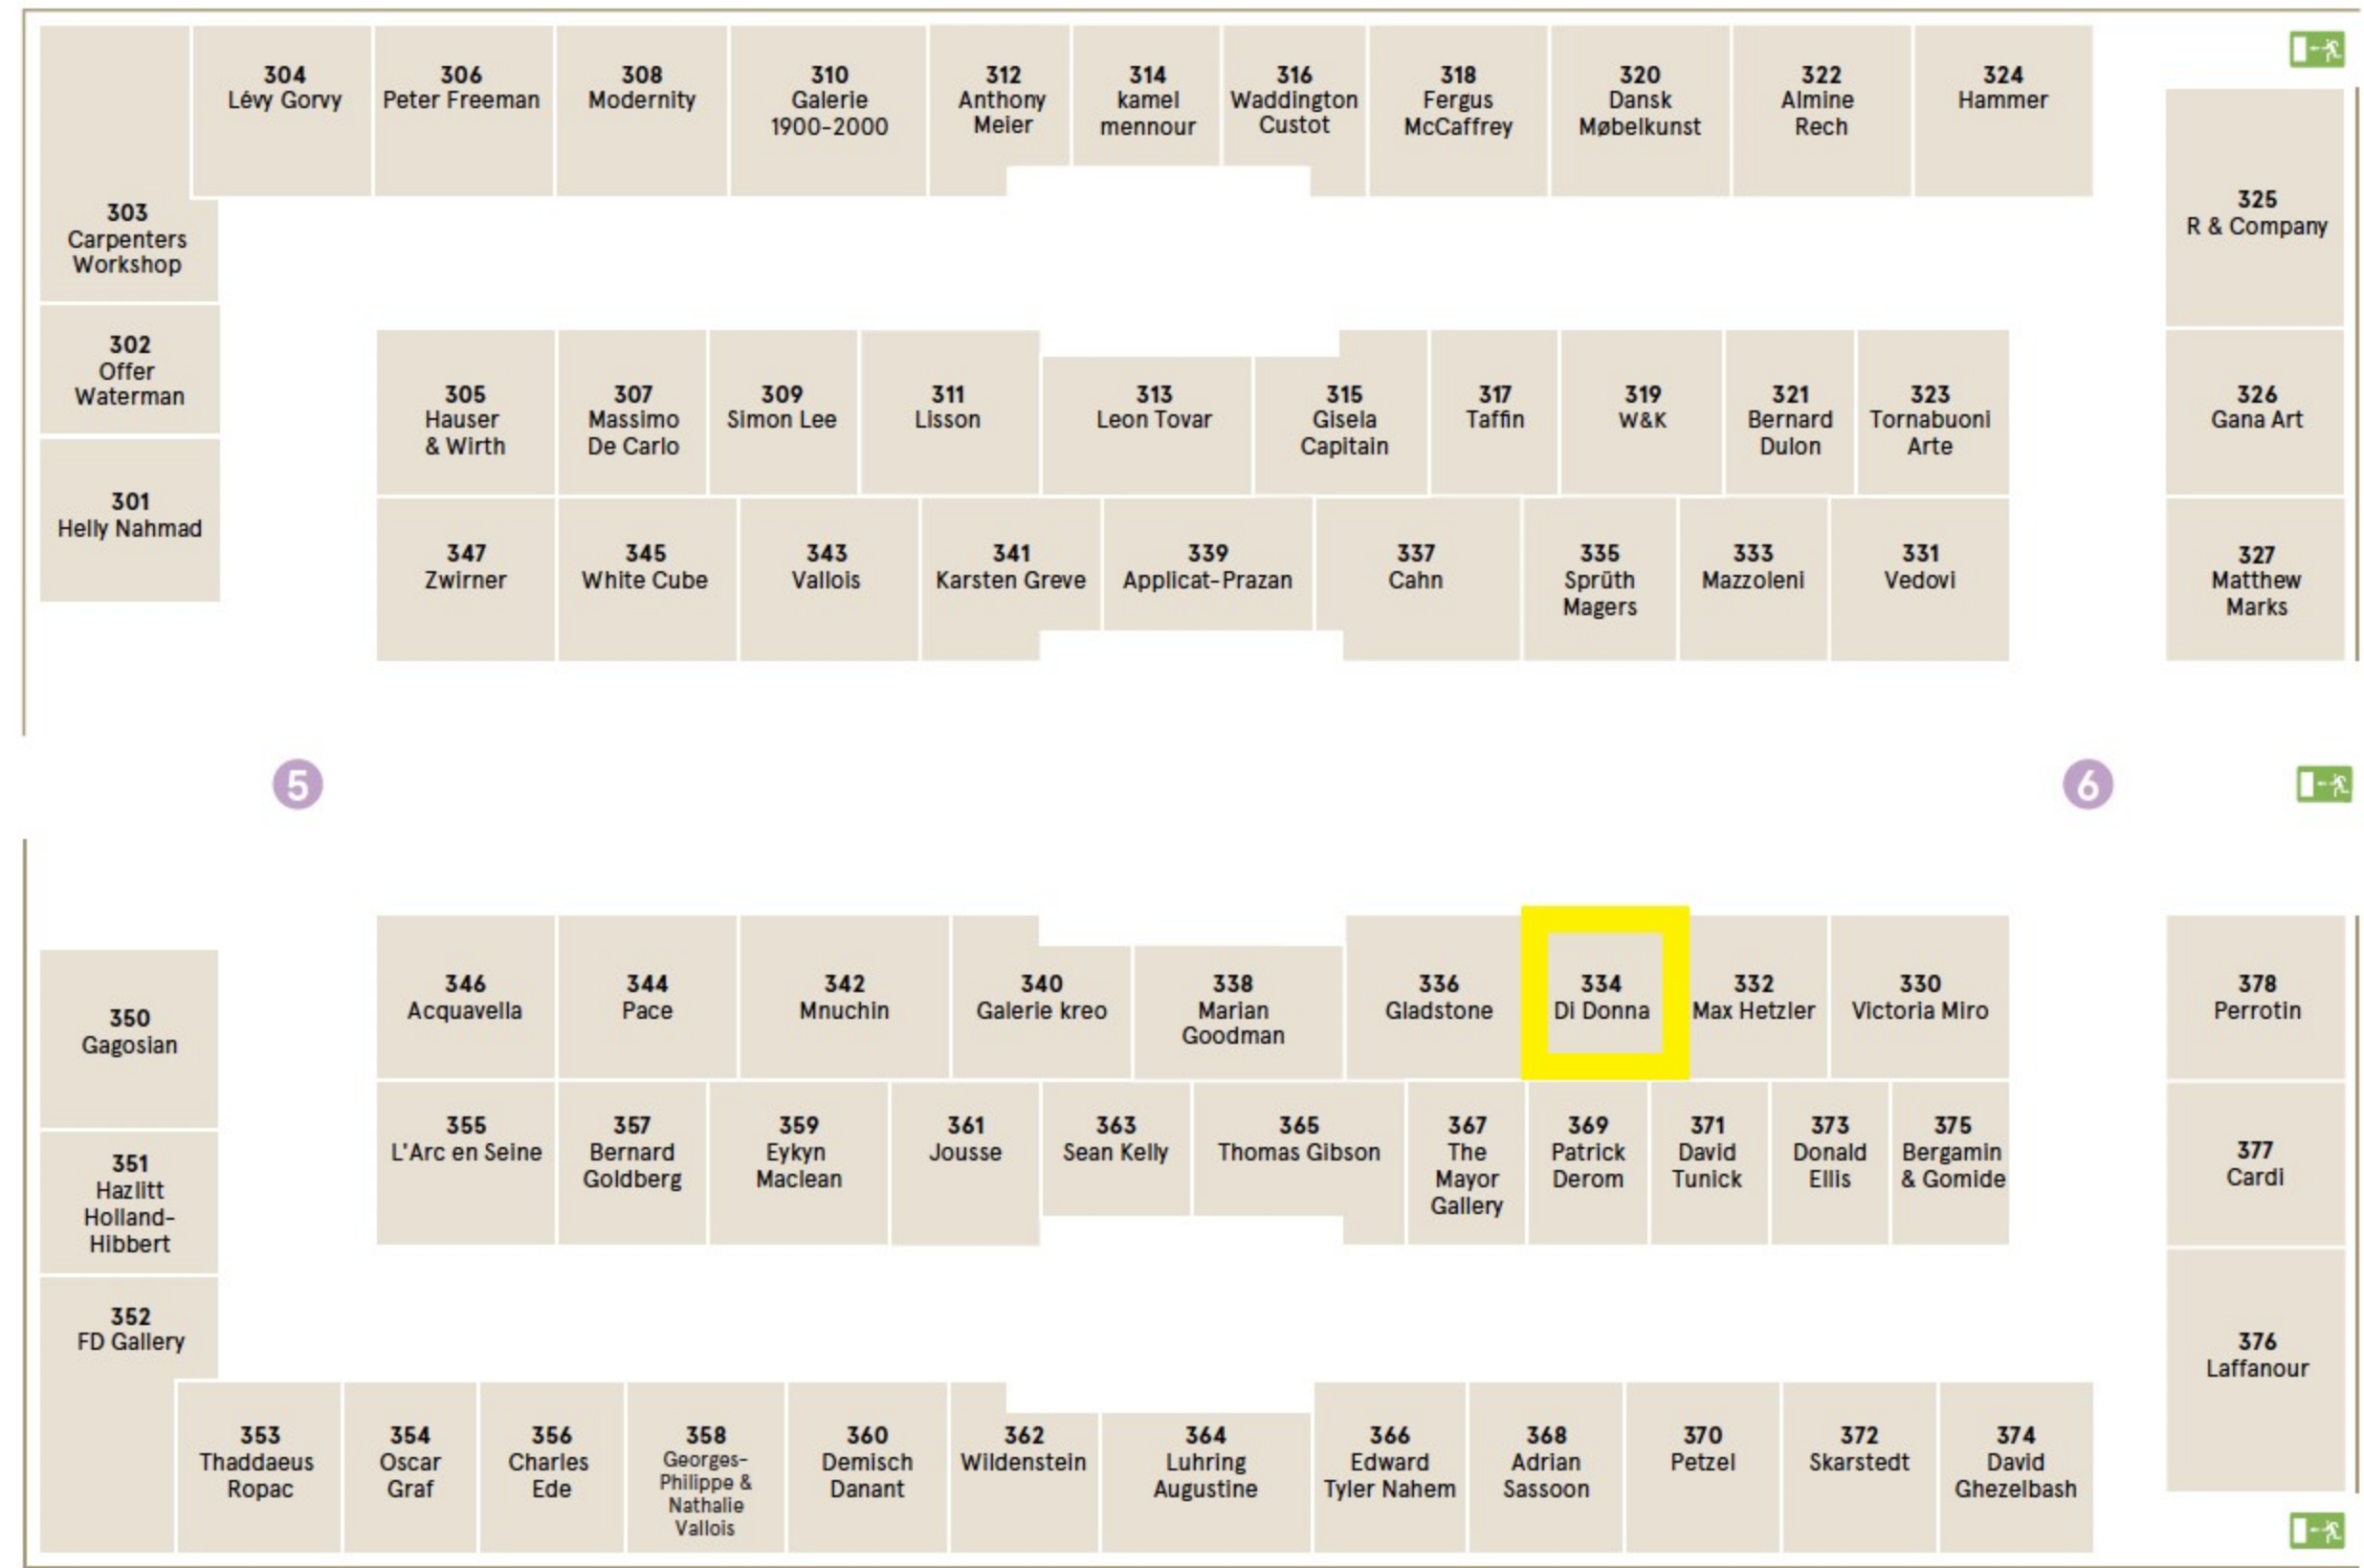 304
Lévy Gorvy
306
Peter Freeman
308
Modernity
310
Galerie
1900-2000
312
Anthony
Meier
314
kamel
mennour
316
Waddington
Custot
318
Fergus
McCaffrey
320
Dansk
Møbelkunst
322
Almine
Rech
324
Hammer
303
Carpenters
Workshop
325
R & Company
302
Offer
Waterman
305
Hauser
& Wirth
307
Massimo
De Carlo
309
Simon Lee
311
Lisson
313
Leon Tovar
315
Gisela
Capitain
317
Taffin
319
W&K
321
Bernard
Dulon
323
Tornabuoni
Arte
326
Gana Art
301
Helly Nahmad
347
Zwirner
345
White Cube
343
Vallois
341
Karsten Greve
339
Applicat-Prazan
337
Cahn
335
Sprüth
Magers
333
Mazzoleni
331
Vedovi
327
Matthew
Marks
5
6
350
Gagosian
346
Acquavella
344
Pace
342
Mnuchin
340
Galerie kreo
338
Marian
Goodman
336
Gladstone
334
Di Donna
332
Max Hetzler
330
Victoria Miro
378
Perrotin
351
Hazlitt
Holland-
Hibbert
355
L'Arc en Seine
357
Bernard
Goldberg
359
Eykyn
Maclean
361
Jousse
363
Sean Kelly
365
Thomas Gibson
367
The
Mayor
Gallery
369
Patrick
Derom
371
David
Tunick
373
Donald
Ellis
375
Bergamin
& Gomide
377
Cardi
352
FD Gallery
376
Laffanour
353
Thaddaeus
Ropac
354
Oscar
Graf
356
Charles
Ede
358
Georges-
Philippe &
Nathalie
Vallois
360
Demisch
Danant
362
Wildenstein
364
Luhring
Augustine
366
Edward
Tyler Nahem
368
Adrian
Sassoon
370
Petzel
372
Skarstedt
374
David
Ghezelbash